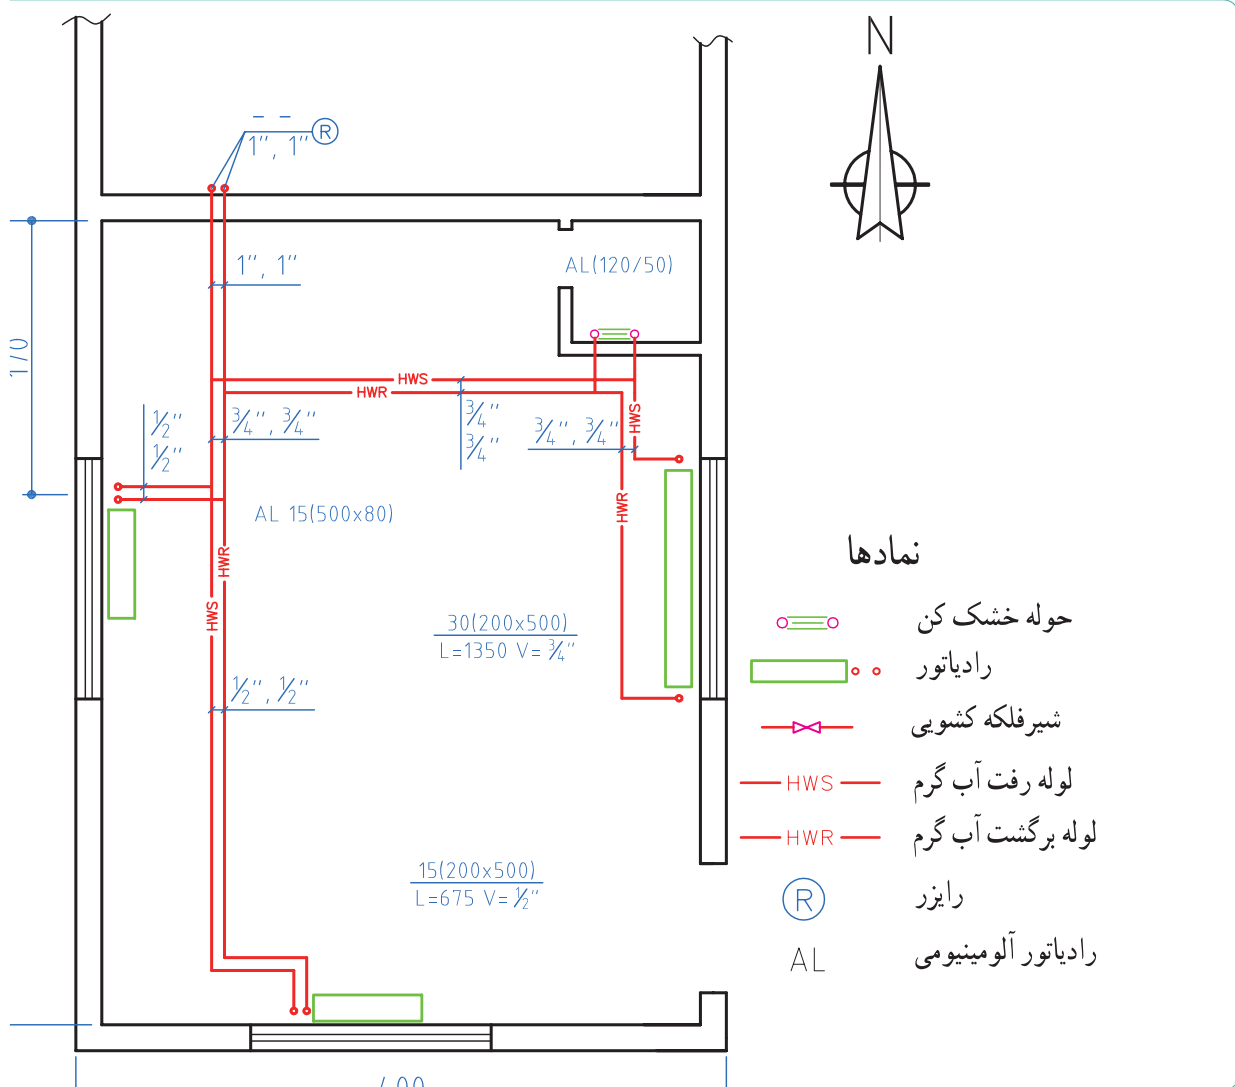 N
1", 1" R
1", 1"
AL(120/50)
HWS
HWR
1/2"
1/2"
3/4", 3/4"
3/4"
3/4"
3/4", 3/4"
HWS
HWR
AL 15(500x80)
HWR
HWS
30(200x500)
L=1350 V= 3/4"
1/2", 1/2"
15(200x500)
L=675 V= 1/2"
نمادها
حوله خشک کن
رادیاتور
شیرفلکه کشویی
HWS لوله رفت آب گرم
HWR لوله برگشت آب گرم
R رایزر
AL رادیاتور آلومینیومی